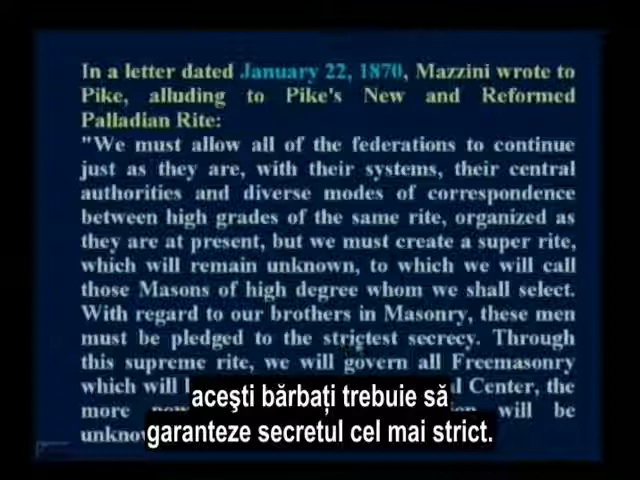 In a letter dated January 22, 1870, Mazzini wrote to
Pike, alluding to Pike's New and Reformed
Palladian Rite:
"We must allow all of the federations to continue
just as they are, with their systems, their central
authorities and diverse modes of correspondence
between high grades of the same rite, organized as
they are at present, but we must create a super rite,
which will remain unknown, to which we will call
those Masons of high degree whom we shall select.
With regard to our brothers in Masonry, these men
must be pledged to the strictest secrecy. Through
this supreme rite, we will govern all Freemasonry
which will Center, the
more will be
aceşti bărbaţi trebuie să
garanteze secretul cel mai strict.